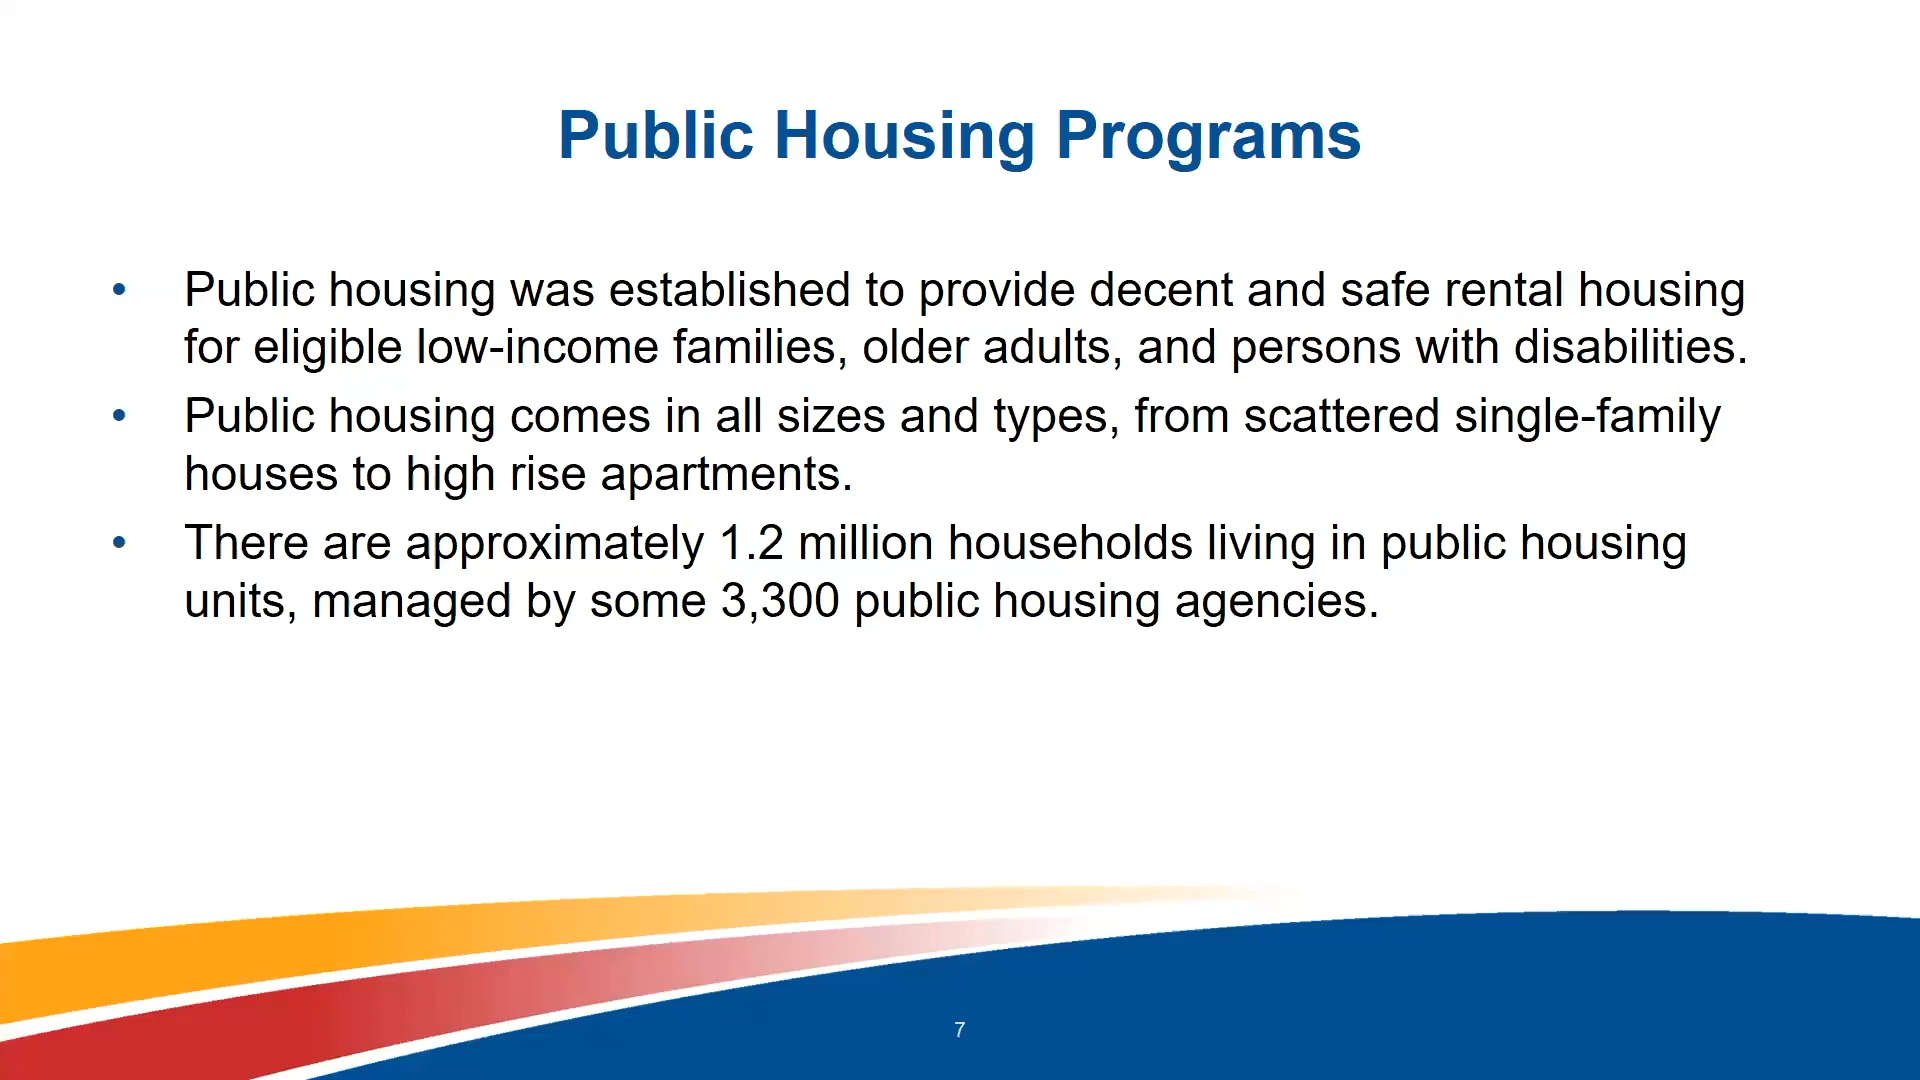 Public Housing Programs
• Public housing was established to provide decent and safe rental housing
for eligible low-income families, older adults, and persons with disabilities.
• Public housing comes in all sizes and types, from scattered single-family
houses to high rise apartments.
• There are approximately 1.2 million households living in public housing
units, managed by some 3,300 public housing agencies.
7